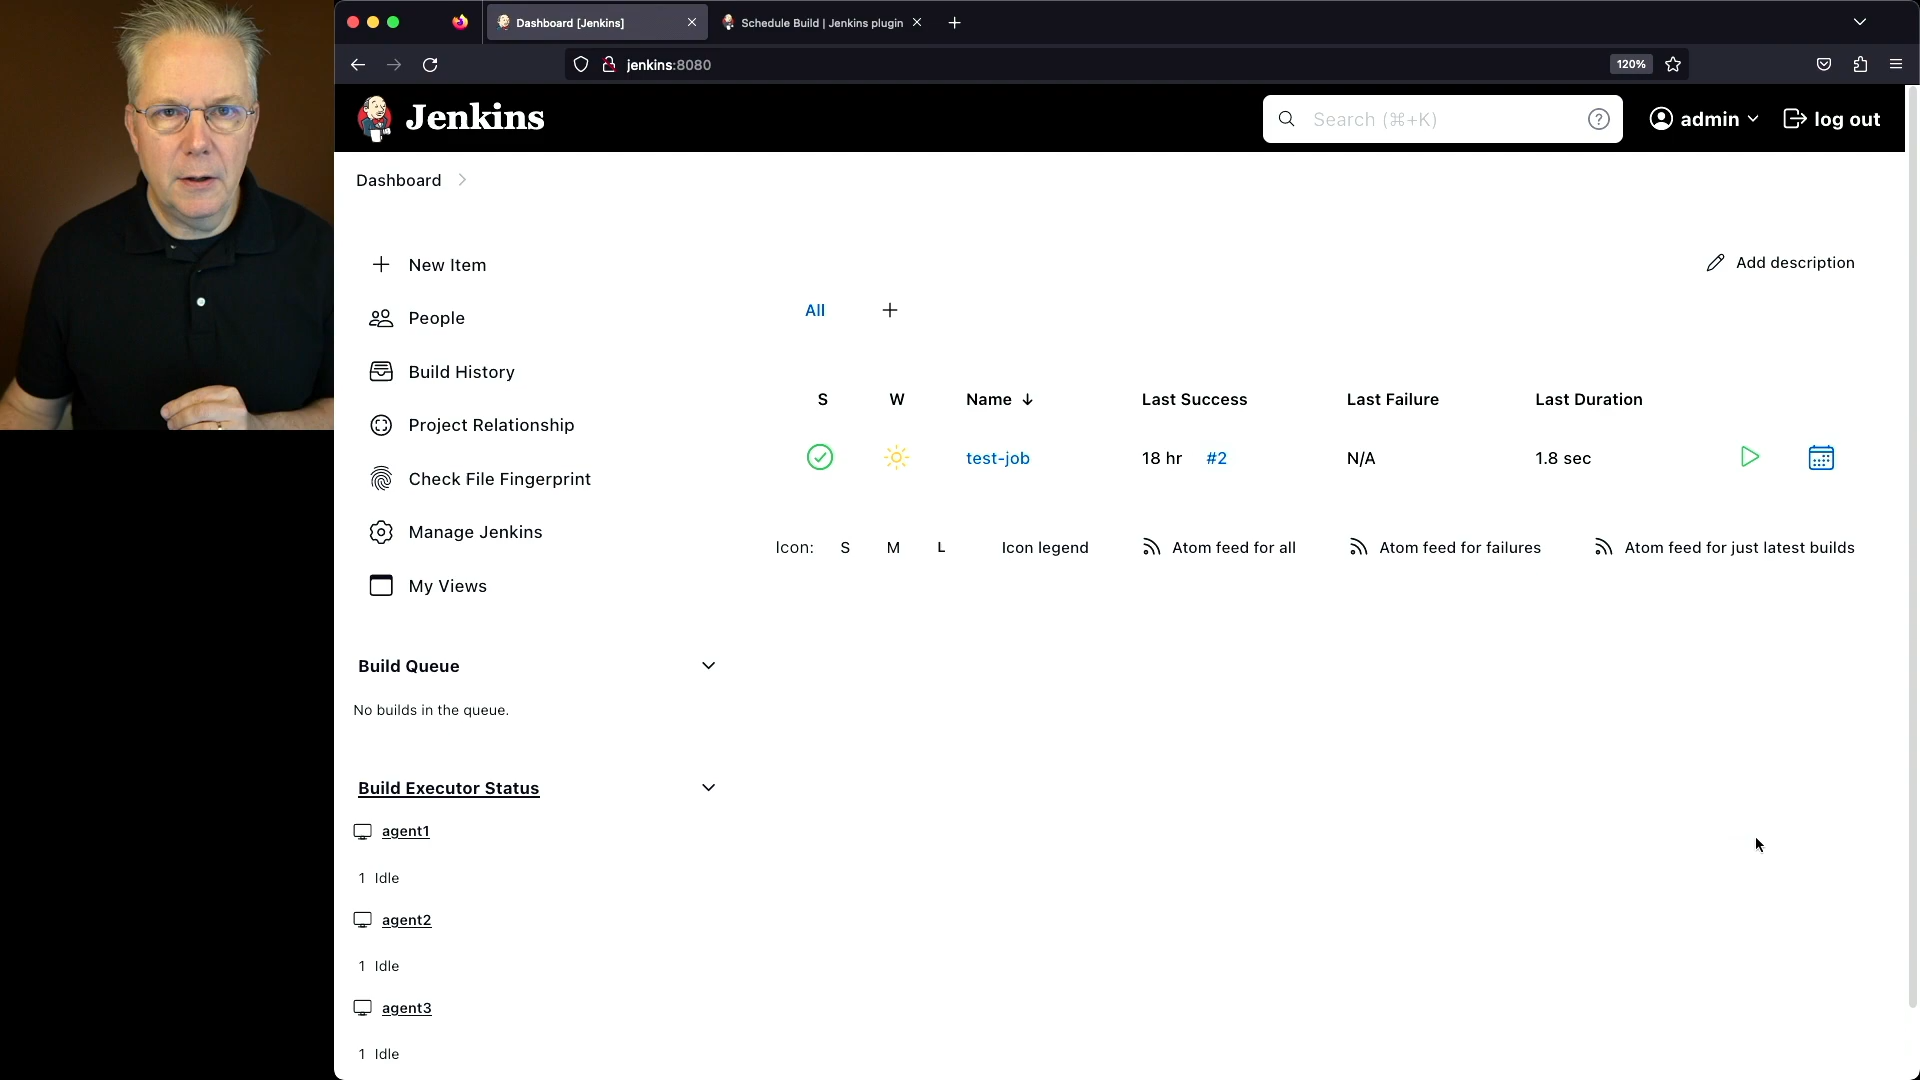 Dashboard [Jenkins]
Schedule Build | Jenkins plugin
jenkins:8080
120%
Jenkins
Search (⌘+K)
admin
log out
Dashboard
New Item
People
Build History
Project Relationship
Check File Fingerprint
Manage Jenkins
My Views
Add description
All
S W Name ↓ Last Success Last Failure Last Duration
test-job 18 hr #2 N/A 1.8 sec
Icon: S M L Icon legend Atom feed for all Atom feed for failures Atom feed for just latest builds
Build Queue
No builds in the queue.
Build Executor Status
agent1
1 Idle
agent2
1 Idle
agent3
1 Idle